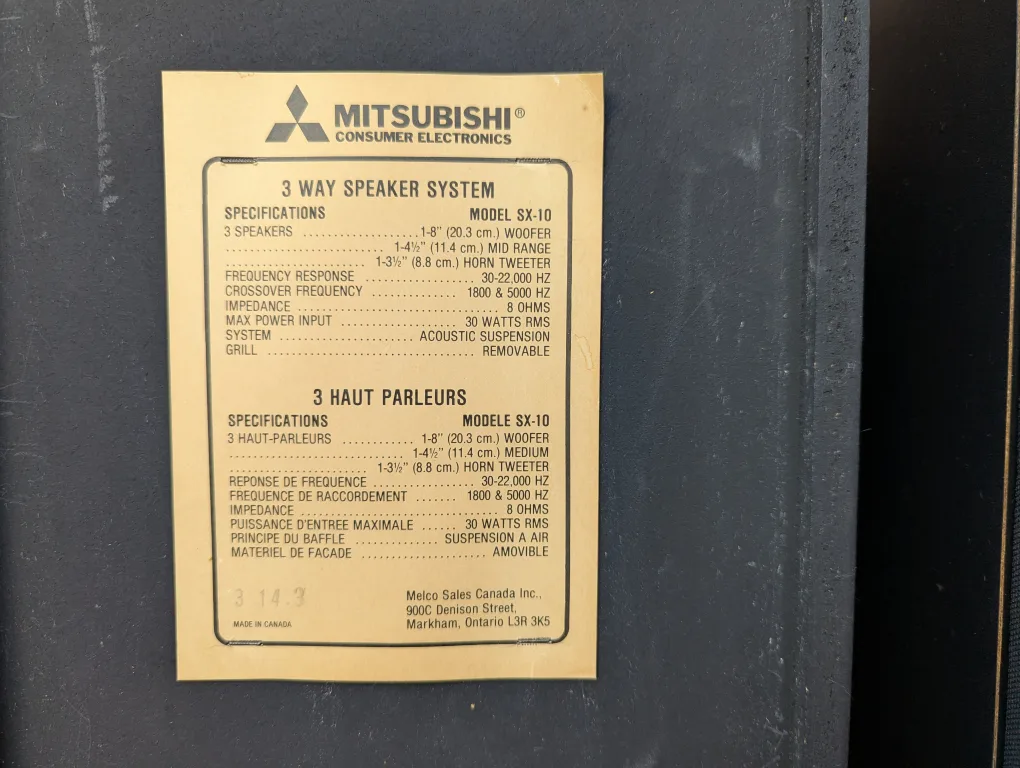 MITSUBISHI®
CONSUMER ELECTRONICS
3 WAY SPEAKER SYSTEM
SPECIFICATIONS MODEL SX-10
3 SPEAKERS ..................1-8" (20.3 cm.) WOOFER
........................ 1-4½" (11.4 cm.) MID RANGE
..................... 1-3½" (8.8 cm.) HORN TWEETER
FREQUENCY RESPONSE .................. 30-22,000 HZ
CROSSOVER FREQUENCY .............. 1800 & 5000 HZ
IMPEDANCE .................................. 8 OHMS
MAX POWER INPUT .................. 30 WATTS RMS
SYSTEM .................... ACOUSTIC SUSPENSION
GRILL ................................ REMOVABLE
3 HAUT PARLEURS
SPECIFICATIONS MODELE SX-10
3 HAUT-PARLEURS ............ 1-8" (20.3 cm.) WOOFER
............................ 1-4½" (11.4 cm.) MEDIUM
...................... 1-3½" (8.8 cm.) HORN TWEETER
REPONSE DE FREQUENCE ................. 30-22,000 HZ
FREQUENCE DE RACCORDEMENT ....... 1800 & 5000 HZ
IMPEDANCE .................................. 8 OHMS
PUISSANCE D'ENTREE MAXIMALE ...... 30 WATTS RMS
PRINCIPE DU BAFFLE .............. SUSPENSION A AIR
MATERIEL DE FACADE ..................... AMOVIBLE
3 14.3
MADE IN CANADA
Melco Sales Canada Inc.,
900C Denison Street,
Markham, Ontario L3R 3K5